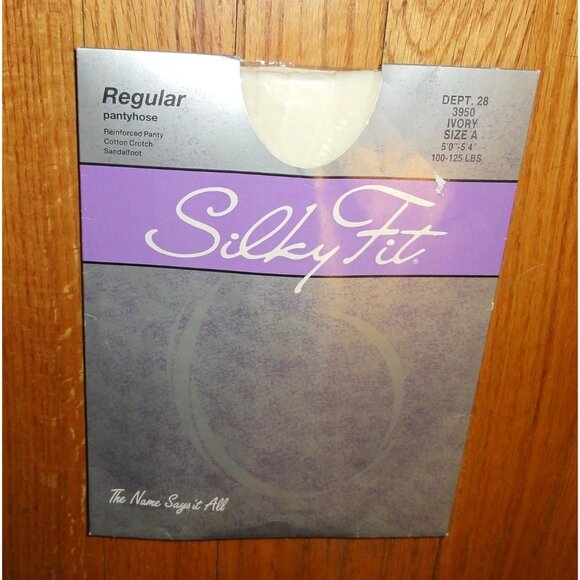 Regular
pantyhose
Reinforced Panty
Cotton Crotch
Sandalfoot
DEPT. 28
3950
IVORY
SIZE A
5'0"-5'4"
100-125 LBS
Silky Fit®
The Name Says it All